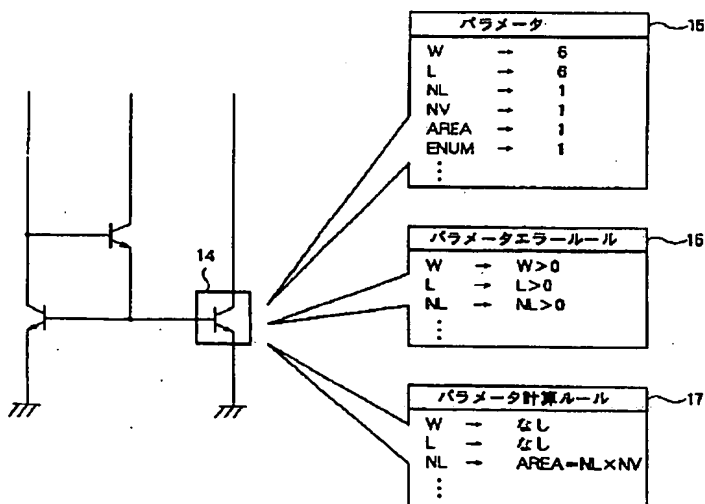 パラメータ
15
W → 6
L → 6
NL → 1
NV → 1
AREA → 1
ENUM → 1
⋮
パラメータエラールール
16
W → W>0
L → L>0
NL → NL>0
⋮
14
パラメータ計算ルール
17
W → なし
L → なし
NL → AREA=NL×NV
⋮